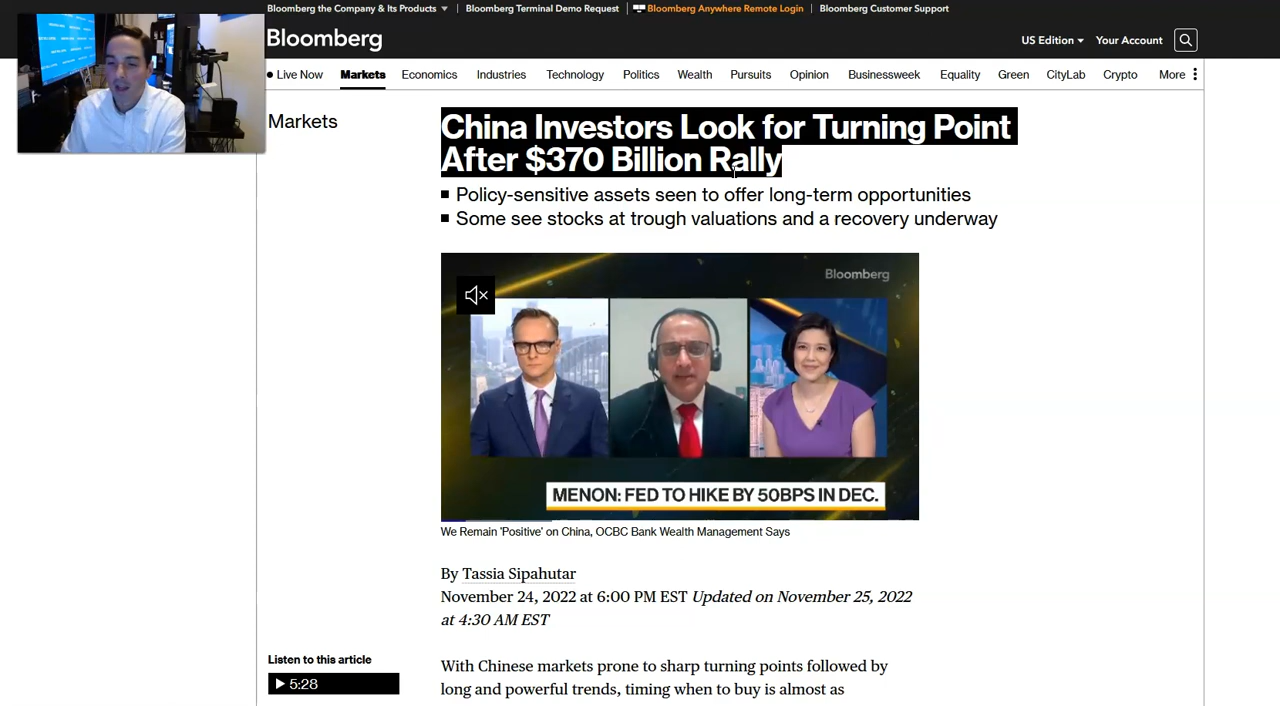 Bloomberg the Company & Its Products
Bloomberg Terminal Demo Request
Bloomberg Anywhere Remote Login
Bloomberg Customer Support
Bloomberg
US Edition
Your Account
Live Now
Markets
Economics
Industries
Technology
Politics
Wealth
Pursuits
Opinion
Businessweek
Equality
Green
CityLab
Crypto
More
Markets
China Investors Look for Turning Point
After $370 Billion Rally
Policy-sensitive assets seen to offer long-term opportunities
Some see stocks at trough valuations and a recovery underway
Bloomberg
MENON: FED TO HIKE BY 50BPS IN DEC.
We Remain 'Positive' on China, OCBC Bank Wealth Management Says
By Tassia Sipahutar
November 24, 2022 at 6:00 PM EST Updated on November 25, 2022
at 4:30 AM EST
Listen to this article
5:28
With Chinese markets prone to sharp turning points followed by
long and powerful trends, timing when to buy is almost as